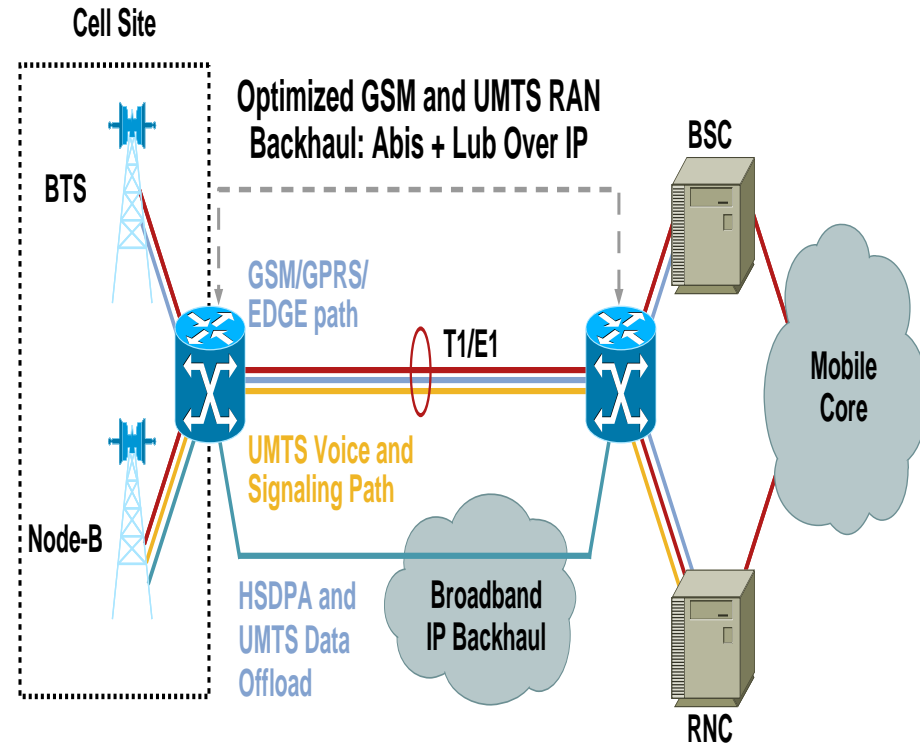 Cell Site
Optimized GSM and UMTS RAN
Backhaul: Abis + Lub Over IP
BSC
BTS
GSM/GPRS/
EDGE path
T1/E1
Mobile
Core
UMTS Voice and
Signaling Path
Node-B
HSDPA and
UMTS Data
Offload
Broadband
IP Backhaul
RNC